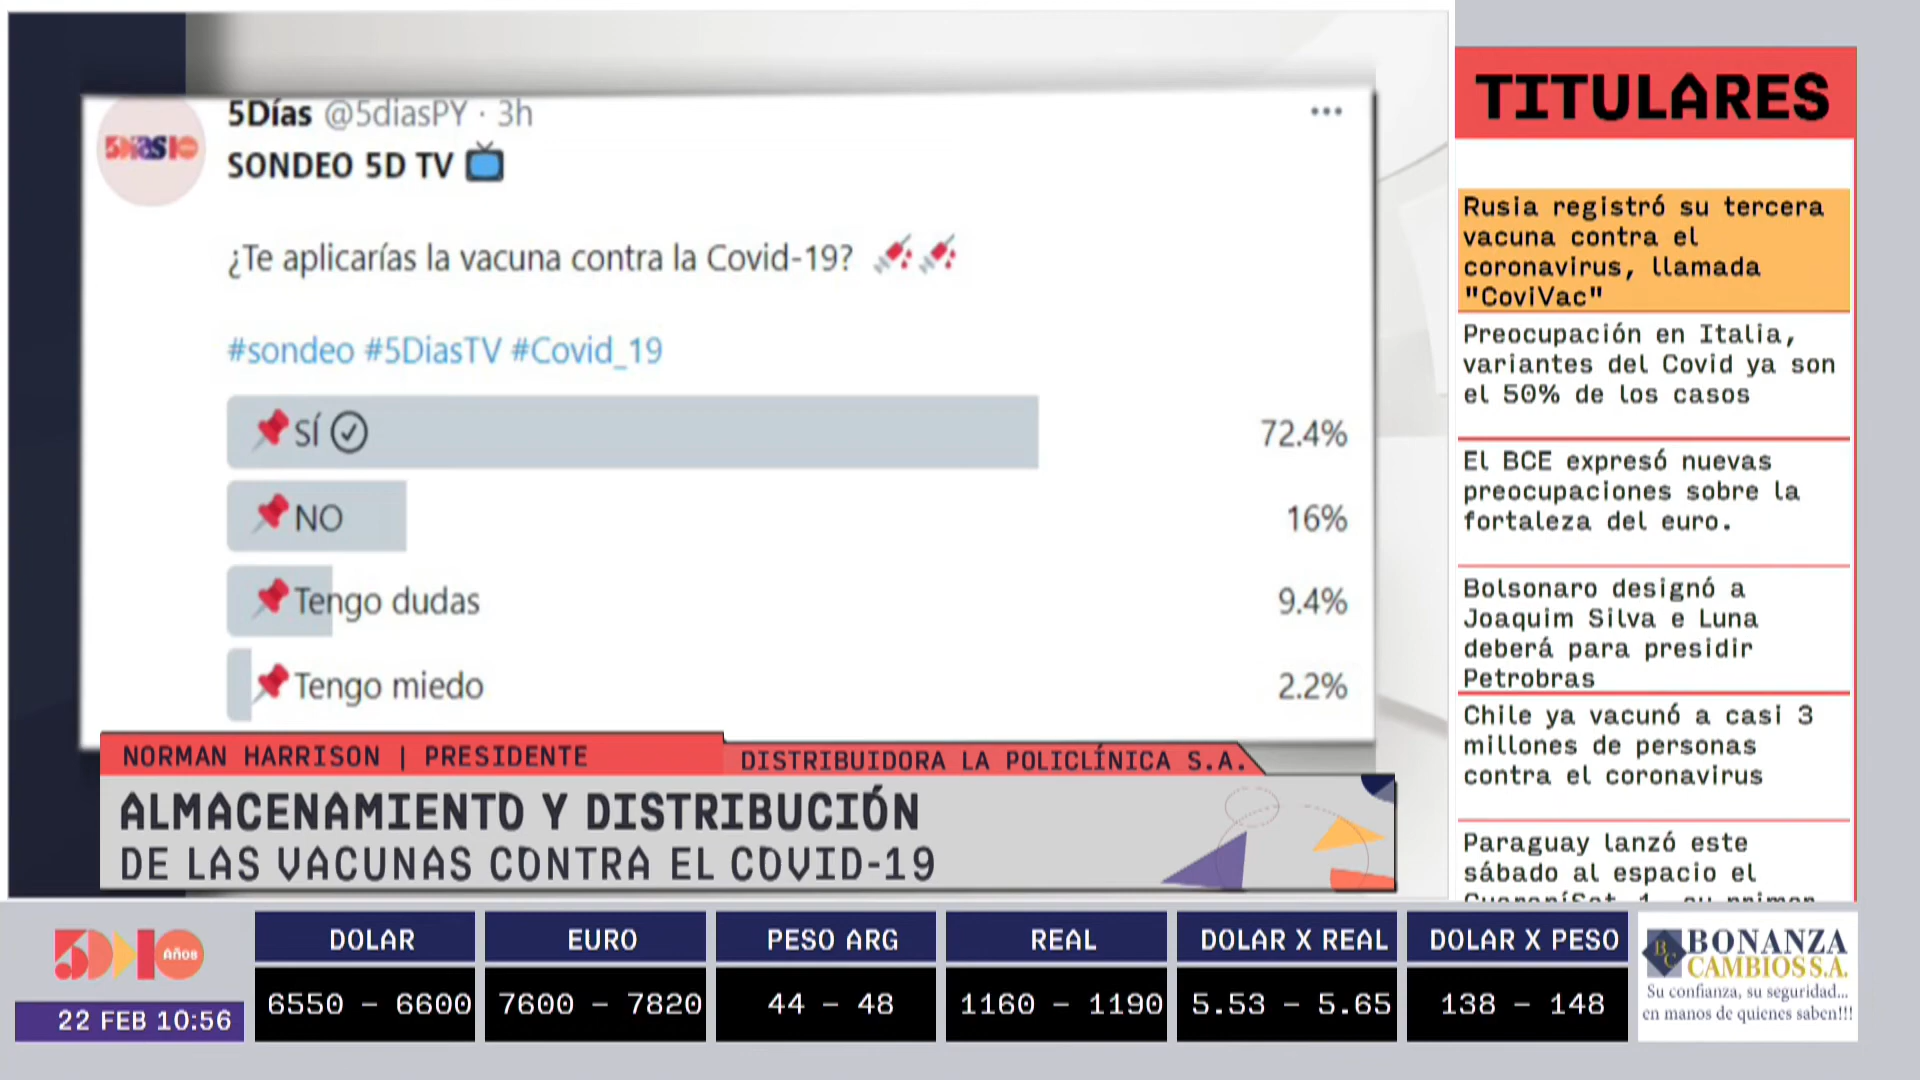 5Días @5diasPY · 3h
5DÍAS10
SONDEO 5D TV
¿Te aplicarías la vacuna contra la Covid-19?
#sondeo #5DiasTV #Covid_19
SÍ 72.4%
NO 16%
Tengo dudas 9.4%
Tengo miedo 2.2%
NORMAN HARRISON | PRESIDENTE
DISTRIBUIDORA LA POLICLÍNICA S.A.
ALMACENAMIENTO Y DISTRIBUCIÓN
DE LAS VACUNAS CONTRA EL COVID-19
TITULARES
Rusia registró su tercera
vacuna contra el
coronavirus, llamada
"CoviVac"
Preocupación en Italia,
variantes del Covid ya son
el 50% de los casos
El BCE expresó nuevas
preocupaciones sobre la
fortaleza del euro.
Bolsonaro designó a
Joaquim Silva e Luna
deberá para presidir
Petrobras
Chile ya vacunó a casi 3
millones de personas
contra el coronavirus
Paraguay lanzó este
sábado al espacio el
5D10 Años
22 FEB 10:56
DOLAR
6550 - 6600
EURO
7600 - 7820
PESO ARG
44 - 48
REAL
1160 - 1190
DOLAR X REAL
5.53 - 5.65
DOLAR X PESO
138 - 148
BC BONANZA
CAMBIOS S.A.
Su confianza, su seguridad...
en manos de quienes saben!!!